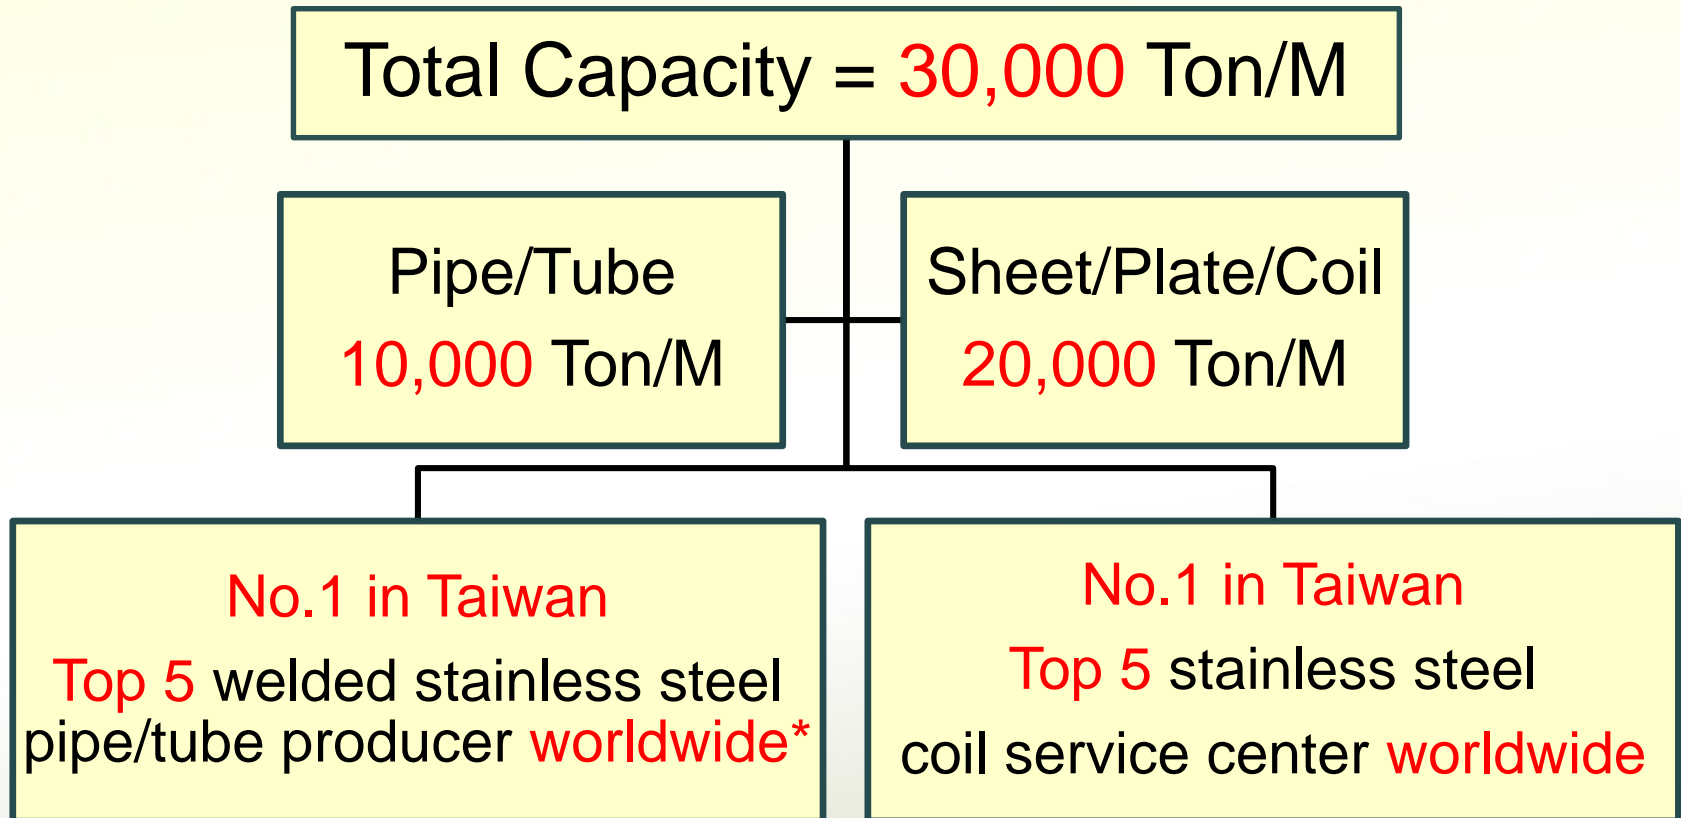 Total Capacity = 30,000 Ton/M
Pipe/Tube
10,000 Ton/M
Sheet/Plate/Coil
20,000 Ton/M
No.1 in Taiwan
Top 5 welded stainless steel
pipe/tube producer worldwide*
No.1 in Taiwan
Top 5 stainless steel
coil service center worldwide